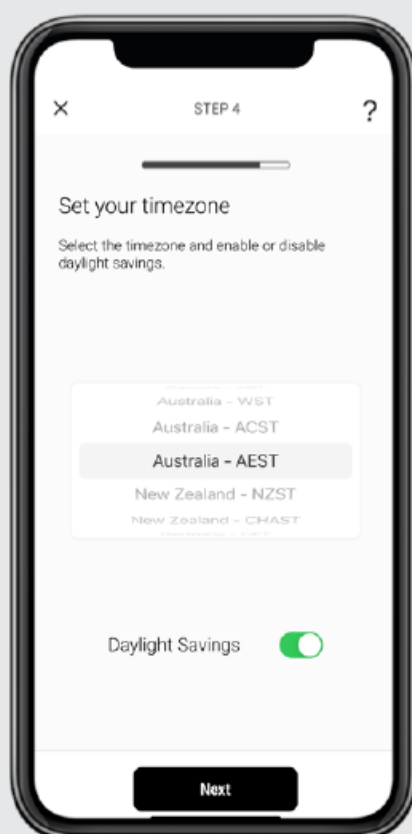 STEP 4
?
Set your timezone
Select the timezone and enable or disable
daylight savings.
Australia - WST
Australia - ACST
Australia - AEST
New Zealand - NZST
New Zealand - CHAST
Daylight Savings
Next